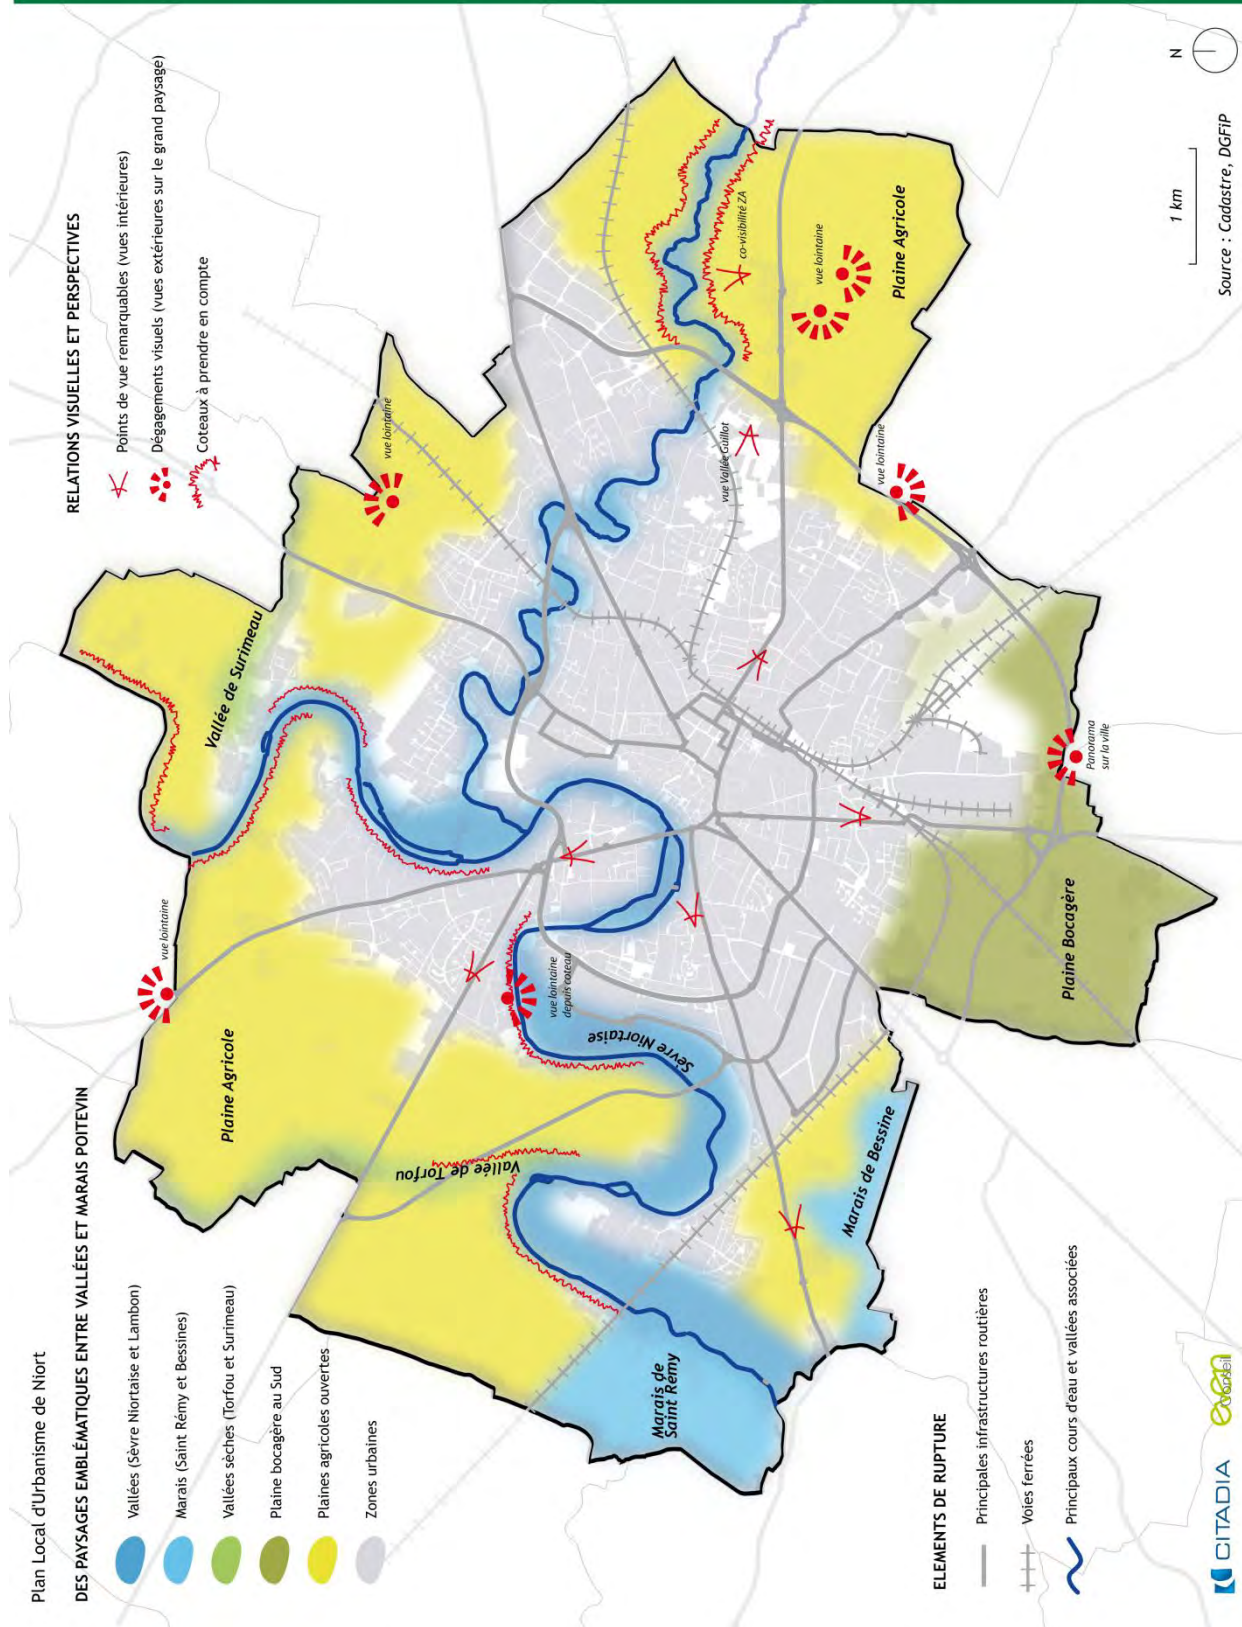 Plan Local d'Urbanisme de Niort
DES PAYSAGES EMBLÉMATIQUES ENTRE VALLÉES ET MARAIS POITEVIN
Vallées (Sèvre Niortaise et Lambon)
Marais (Saint Rémy et Bessines)
Vallées sèches (Torfou et Surimeau)
Plaine bocagère au Sud
Plaines agricoles ouvertes
Zones urbaines
RELATIONS VISUELLES ET PERSPECTIVES
Points de vue remarquables (vues intérieures)
Dégagements visuels (vues extérieures sur le grand paysage)
Coteaux à prendre en compte
vue lointaine
Plaine Agricole
Vallée de Surimeau
vue lointaine
Vallée de Torfou
vue lointaine
depuis coteau
Sèvre Niortaise
Marais de
Saint Remy
Marais de Bessine
vue Vallée Guillot
co-visibilité ZA
vue lointaine
Plaine Agricole
vue lointaine
Panorama
sur la ville
Plaine Bocagère
ELEMENTS DE RUPTURE
Principales infrastructures routières
Voies ferrées
Principaux cours d'eau et vallées associées
N
1 km
Source : Cadastre, DGFiP
CITADIA
even
Conseil